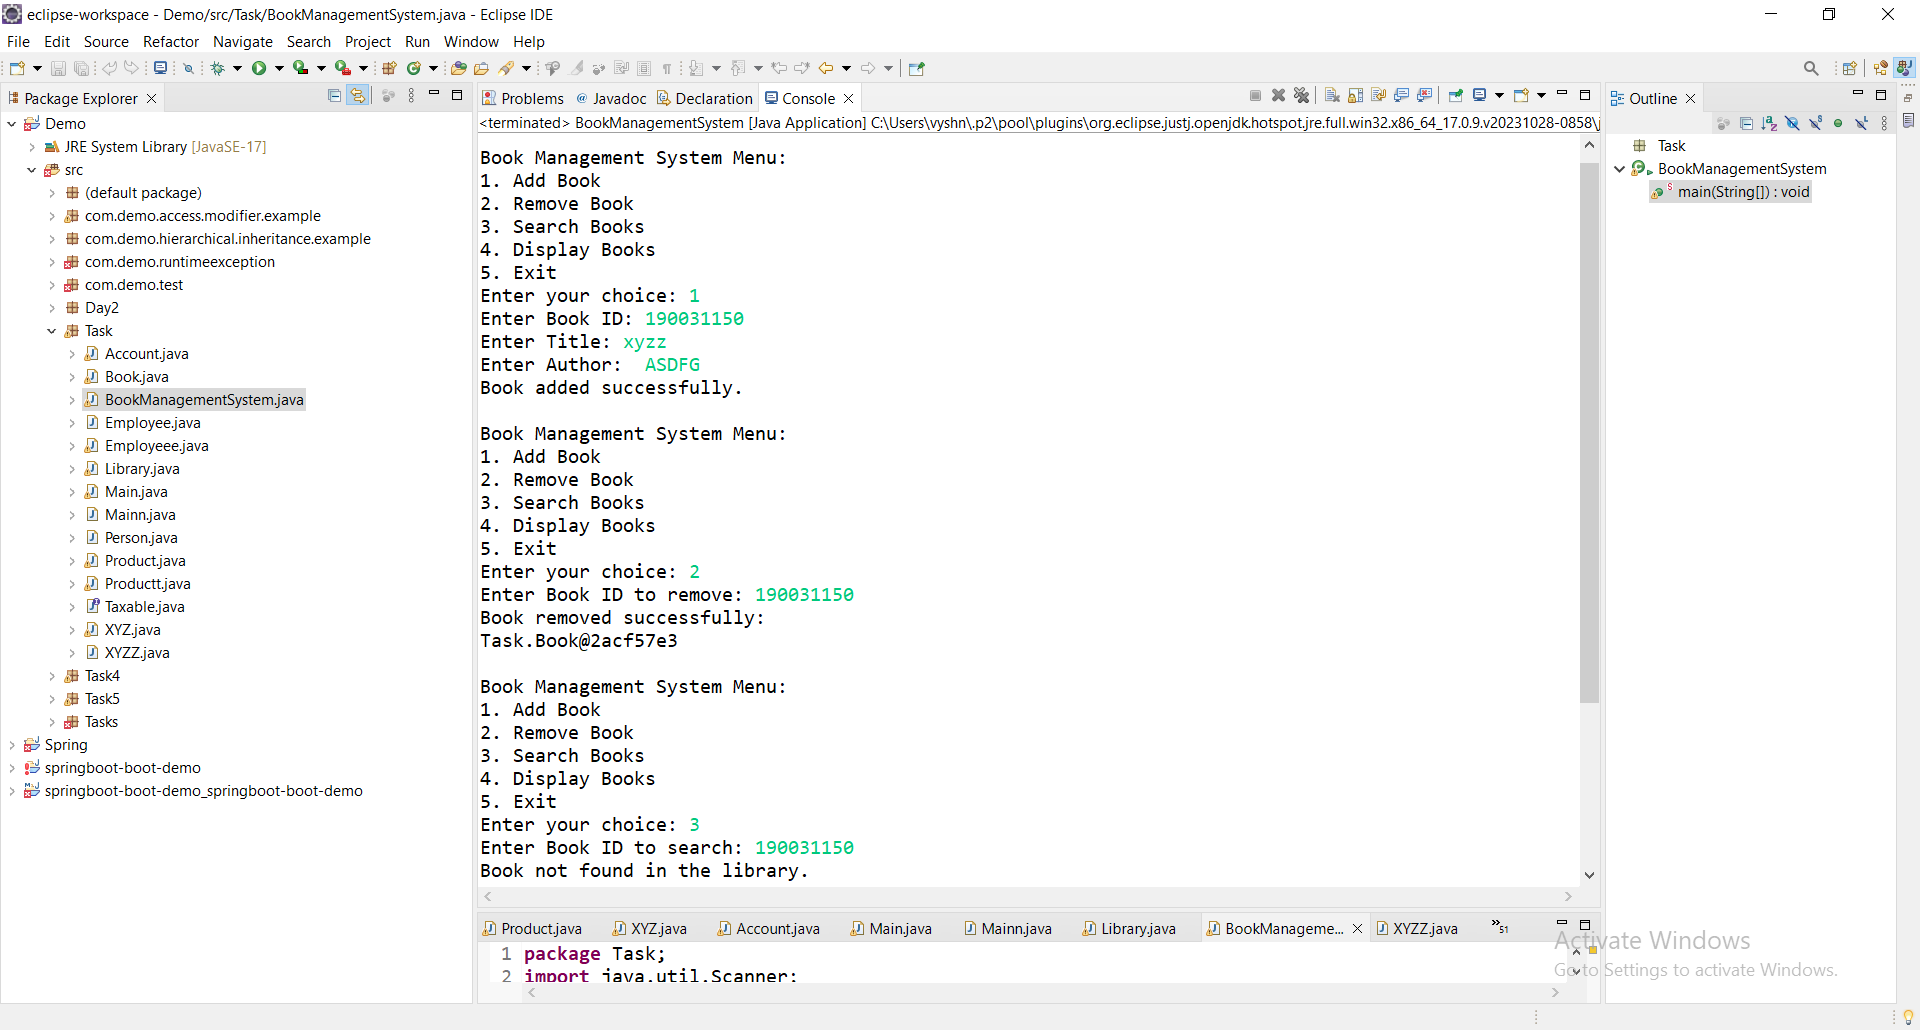 eclipse-workspace - Demo/src/Task/BookManagementSystem.java - Eclipse IDE
File Edit Source Refactor Navigate Search Project Run Window Help
Package Explorer
Demo
JRE System Library [JavaSE-17]
src
(default package)
com.demo.access.modifier.example
com.demo.hierarchical.inheritance.example
com.demo.runtimeexception
com.demo.test
Day2
Task
Account.java
Book.java
BookManagementSystem.java
Employee.java
Employeee.java
Library.java
Main.java
Mainn.java
Person.java
Product.java
Productt.java
Taxable.java
XYZ.java
XYZZ.java
Task4
Task5
Tasks
Spring
springboot-boot-demo
springboot-boot-demo_springboot-boot-demo
Problems @ Javadoc Declaration Console
<terminated> BookManagementSystem [Java Application] C:\Users\vyshn\.p2\pool\plugins\org.eclipse.justj.openjdk.hotspot.jre.full.win32.x86_64_17.0.9.v20231028-0858\j
Book Management System Menu:
1. Add Book
2. Remove Book
3. Search Books
4. Display Books
5. Exit
Enter your choice: 1
Enter Book ID: 190031150
Enter Title: xyzz
Enter Author:  ASDFG
Book added successfully.
Book Management System Menu:
1. Add Book
2. Remove Book
3. Search Books
4. Display Books
5. Exit
Enter your choice: 2
Enter Book ID to remove: 190031150
Book removed successfully:
Task.Book@2acf57e3
Book Management System Menu:
1. Add Book
2. Remove Book
3. Search Books
4. Display Books
5. Exit
Enter your choice: 3
Enter Book ID to search: 190031150
Book not found in the library.
Product.java XYZ.java Account.java Main.java Mainn.java Library.java BookManageme... XYZZ.java »51
1 package Task;
2 import java.util.Scanner;
Outline
Task
BookManagementSystem
main(String[]) : void
Activate Windows
Go to Settings to activate Windows.